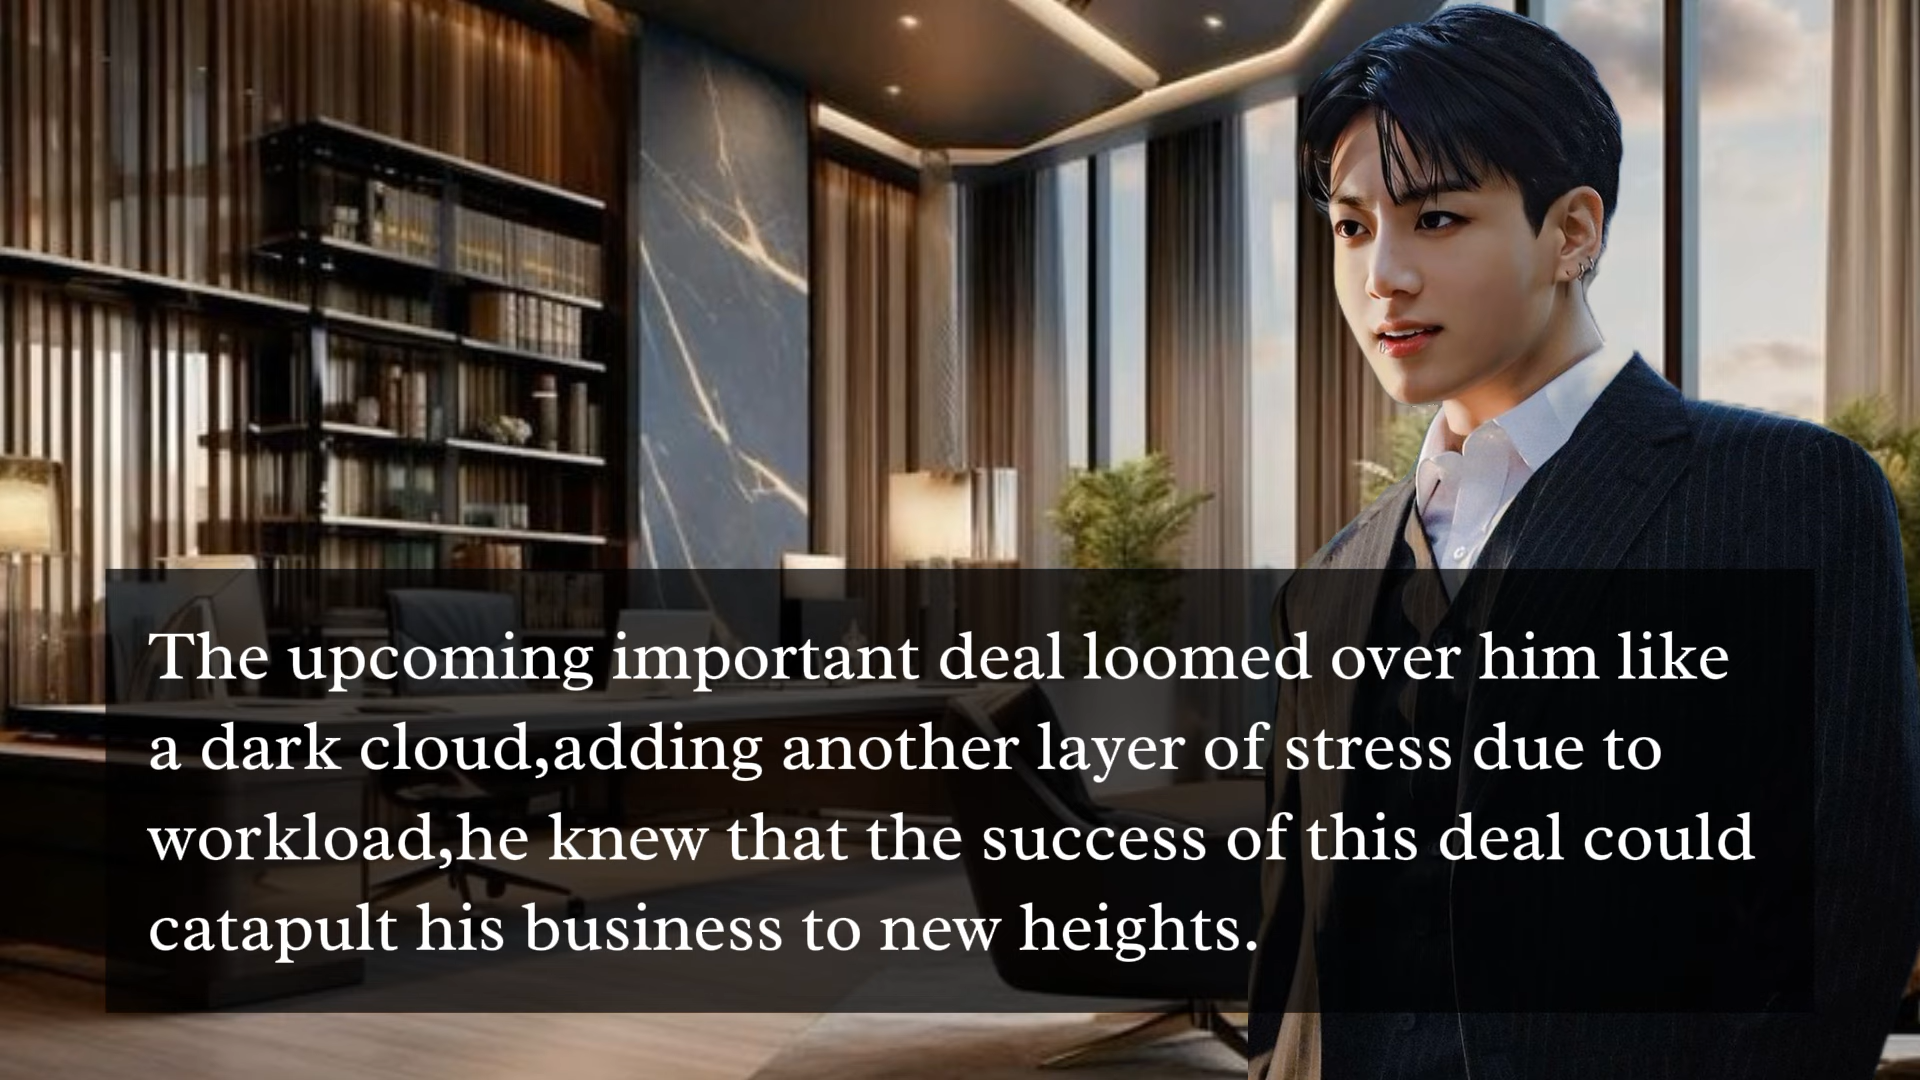 The upcoming important deal loomed over him like
a dark cloud,adding another layer of stress due to
workload,he knew that the success of this deal could
catapult his business to new heights.